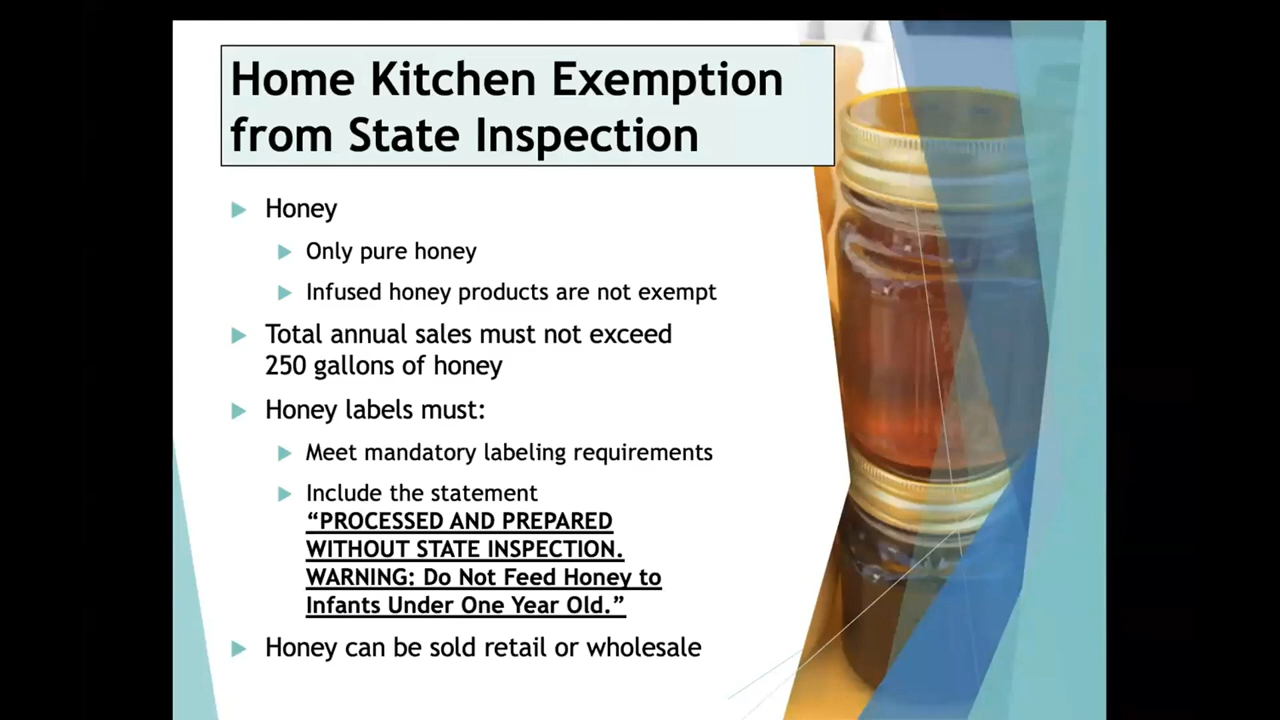 Home Kitchen Exemption
from State Inspection
Honey
Only pure honey
Infused honey products are not exempt
Total annual sales must not exceed
250 gallons of honey
Honey labels must:
Meet mandatory labeling requirements
Include the statement
“PROCESSED AND PREPARED
WITHOUT STATE INSPECTION.
WARNING: Do Not Feed Honey to
Infants Under One Year Old.”
Honey can be sold retail or wholesale